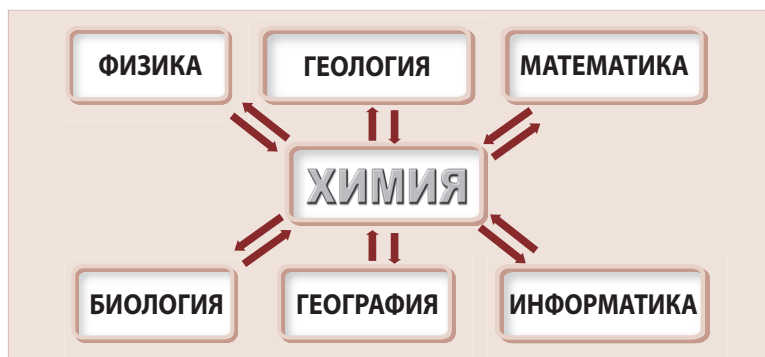 ФИЗИКА
ГЕОЛОГИЯ
МАТЕМАТИКА
ХИМИЯ
БИОЛОГИЯ
ГЕОГРАФИЯ
ИНФОРМАТИКА